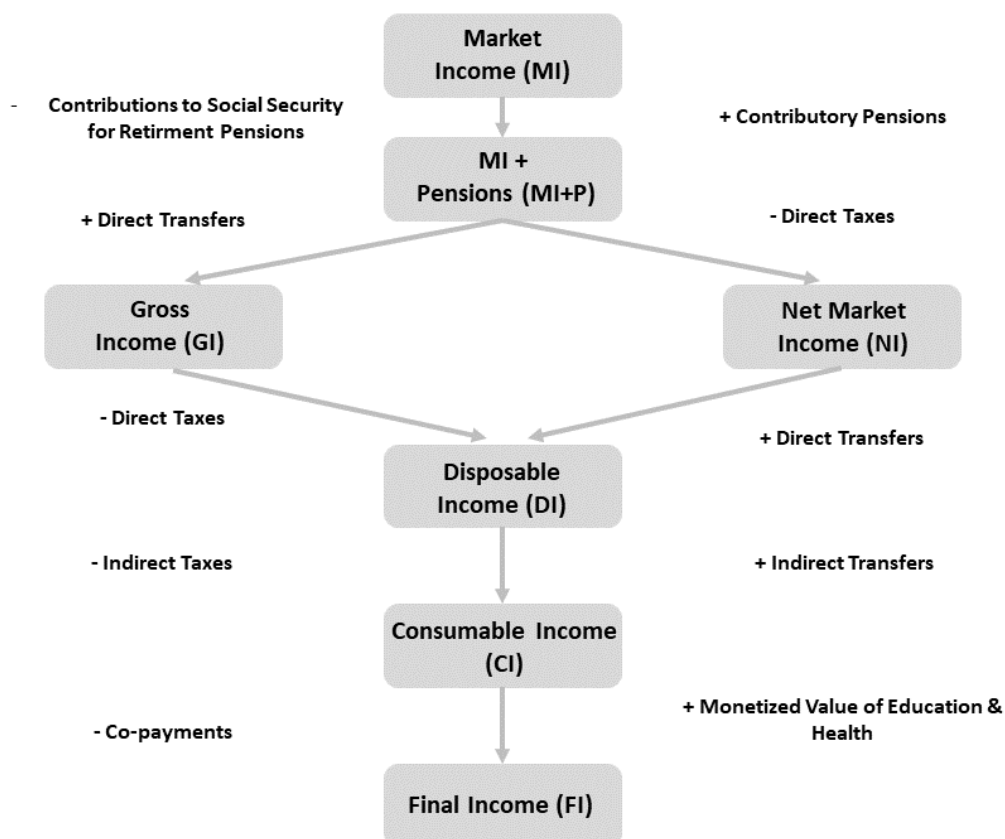 Market
Income (MI)
- Contributions to Social Security
for Retirment Pensions
+ Contributory Pensions
MI +
Pensions (MI+P)
+ Direct Transfers
- Direct Taxes
Gross
Income (GI)
Net Market
Income (NI)
- Direct Taxes
+ Direct Transfers
Disposable
Income (DI)
- Indirect Taxes
+ Indirect Transfers
Consumable Income
(CI)
- Co-payments
+ Monetized Value of Education &
Health
Final Income (FI)